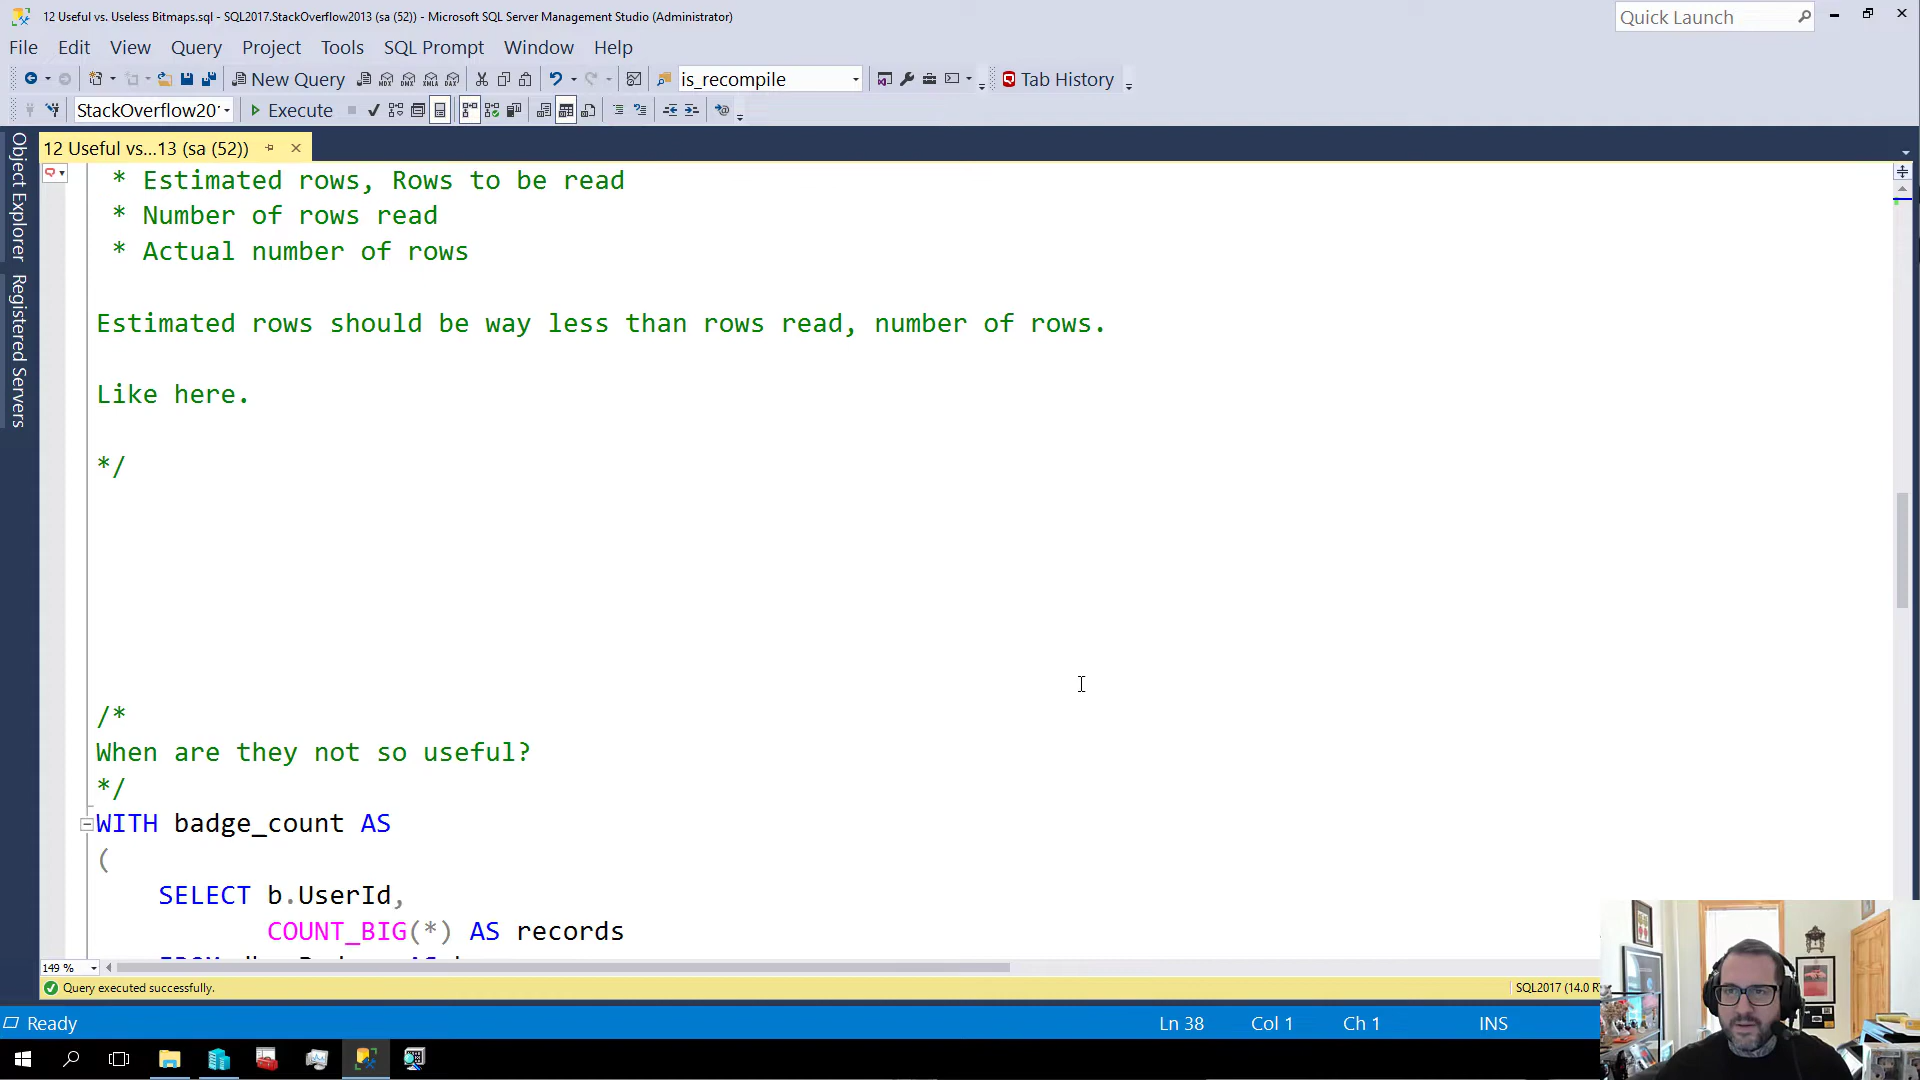 12 Useful vs. Useless Bitmaps.sql - SQL2017.StackOverflow2013 (sa (52)) - Microsoft SQL Server Management Studio (Administrator)
Quick Launch
File Edit View Query Project Tools SQL Prompt Window Help
New Query
is_recompile
Tab History
StackOverflow20
Execute
12 Useful vs...13 (sa (52))
Object Explorer
Registered Servers
* Estimated rows, Rows to be read
* Number of rows read
* Actual number of rows
Estimated rows should be way less than rows read, number of rows.
Like here.
*/
/*
When are they not so useful?
*/
WITH badge_count AS
(
SELECT b.UserId,
COUNT_BIG(*) AS records
149 %
Query executed successfully.
SQL2017 (14.0
Ready
Ln 38
Col 1
Ch 1
INS